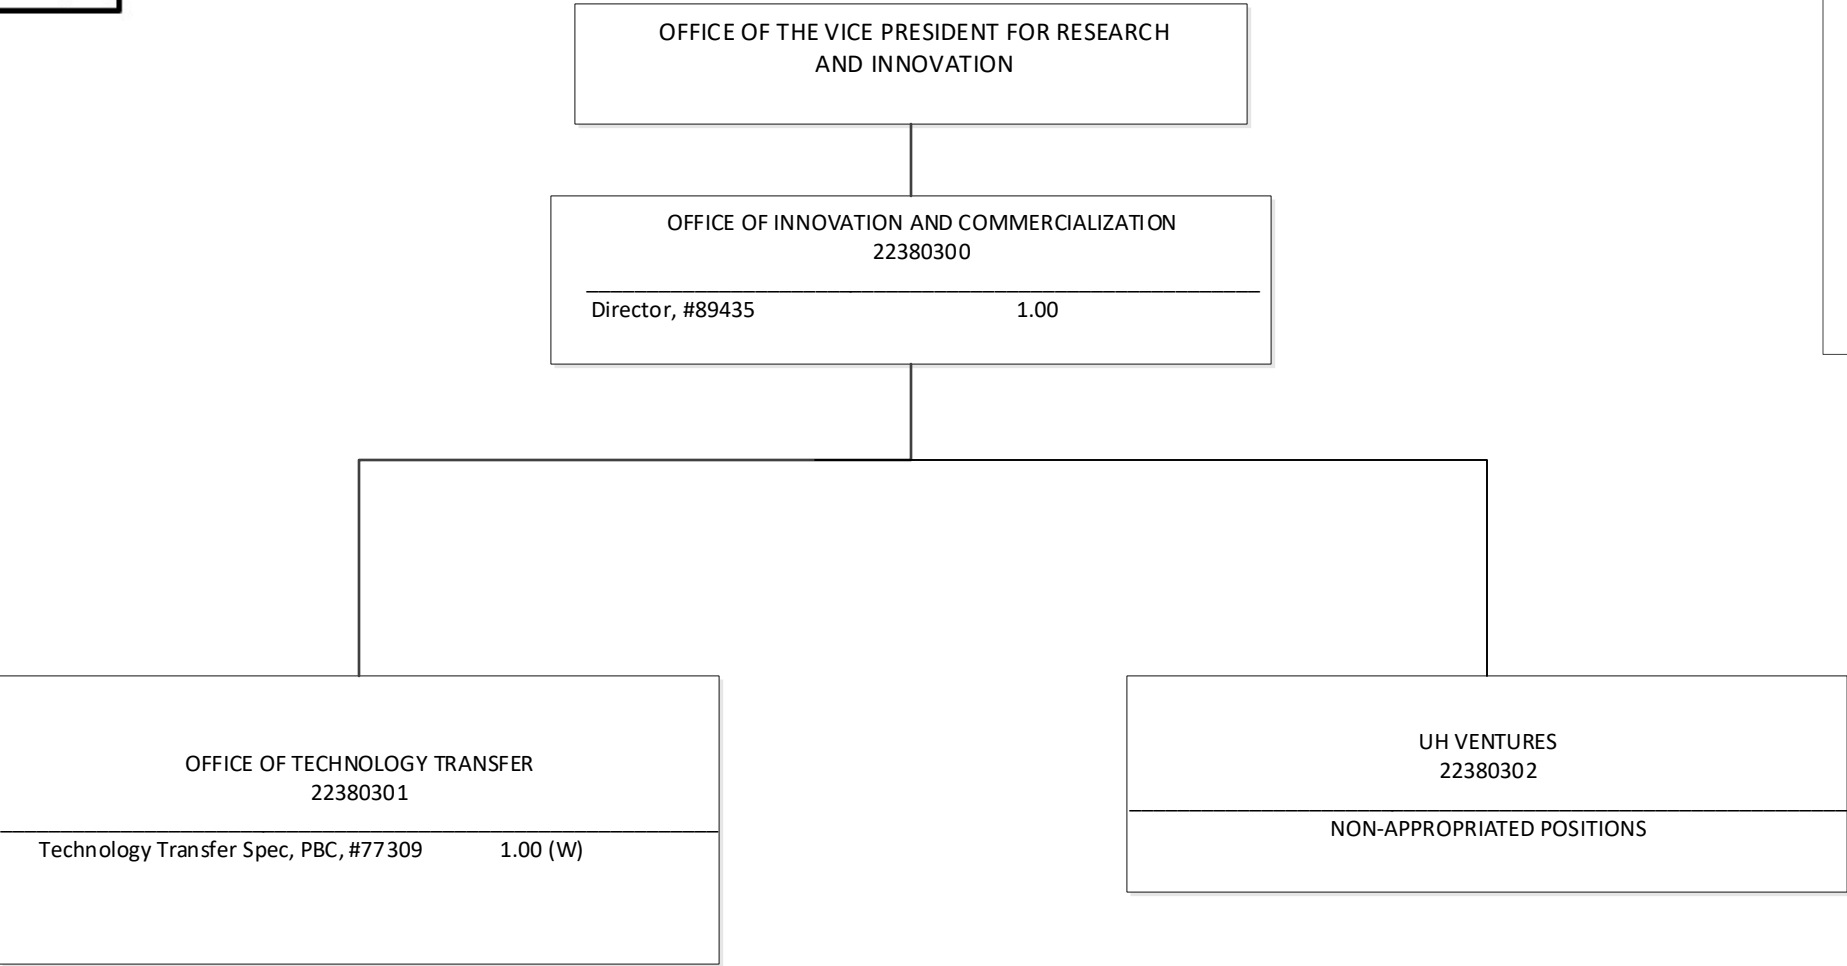 OFFICE OF THE VICE PRESIDENT FOR RESEARCH
AND INNOVATION
OFFICE OF INNOVATION AND COMMERCIALIZATION
22380300
Director, #89435 1.00
OFFICE OF TECHNOLOGY TRANSFER
22380301
Technology Transfer Spec, PBC, #77309 1.00 (W)
UH VENTURES
22380302
NON-APPROPRIATED POSITIONS